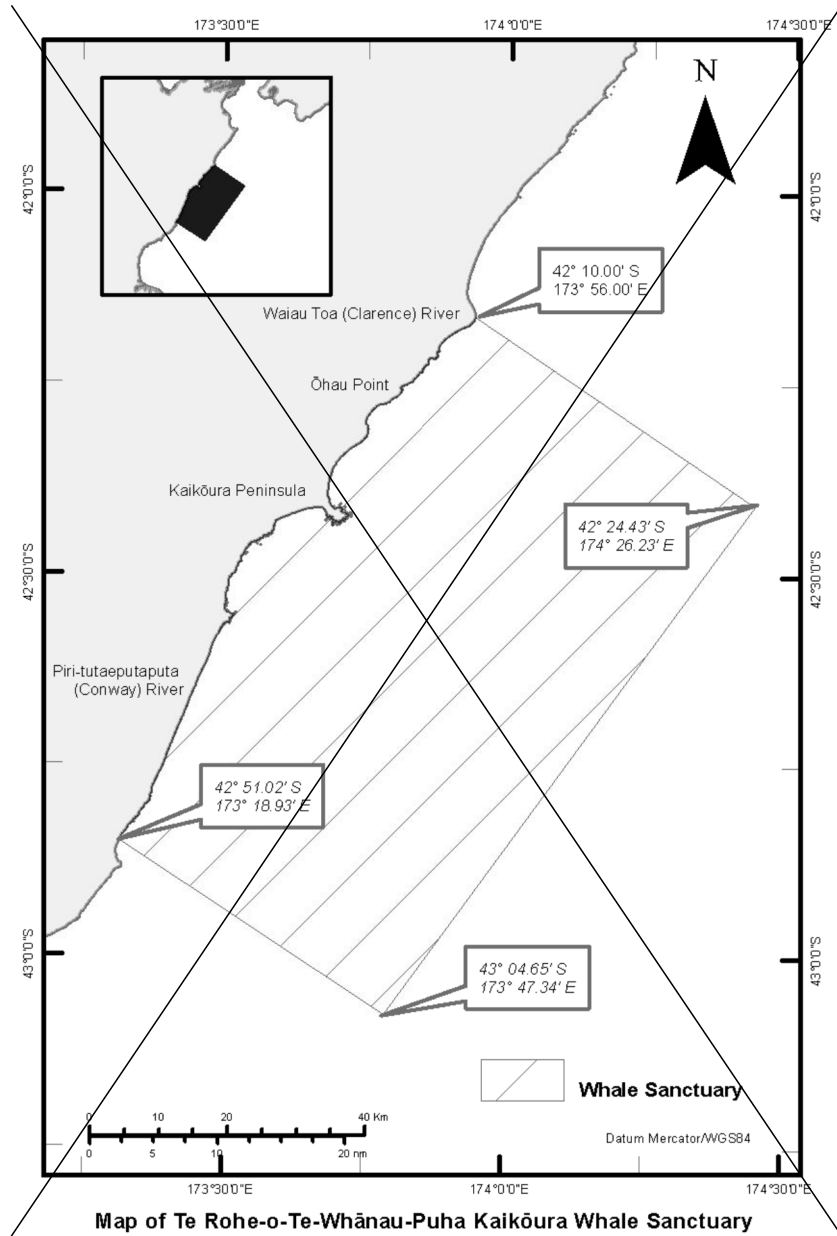 173°30'0"E
174°0'0"E
174°30'0"E
N
42°0'0"S
42°0'0"S
42° 10.00' S
173° 56.00' E
Waiau Toa (Clarence) River
Ōhau Point
Kaikōura Peninsula
42° 24.43' S
174° 26.23' E
42°30'0"S
42°30'0"S
Piri-tutaeputaputa
(Conway) River
42° 51.02' S
173° 18.93' E
43°0'0"S
43°0'0"S
43° 04.65' S
173° 47.34' E
Whale Sanctuary
0 10 20 40 Km
0 5 10 20 nm
Datum Mercator/WGS84
173°30'0"E
174°0'0"E
174°30'0"E
Map of Te Rohe-o-Te-Whānau-Puha Kaikōura Whale Sanctuary